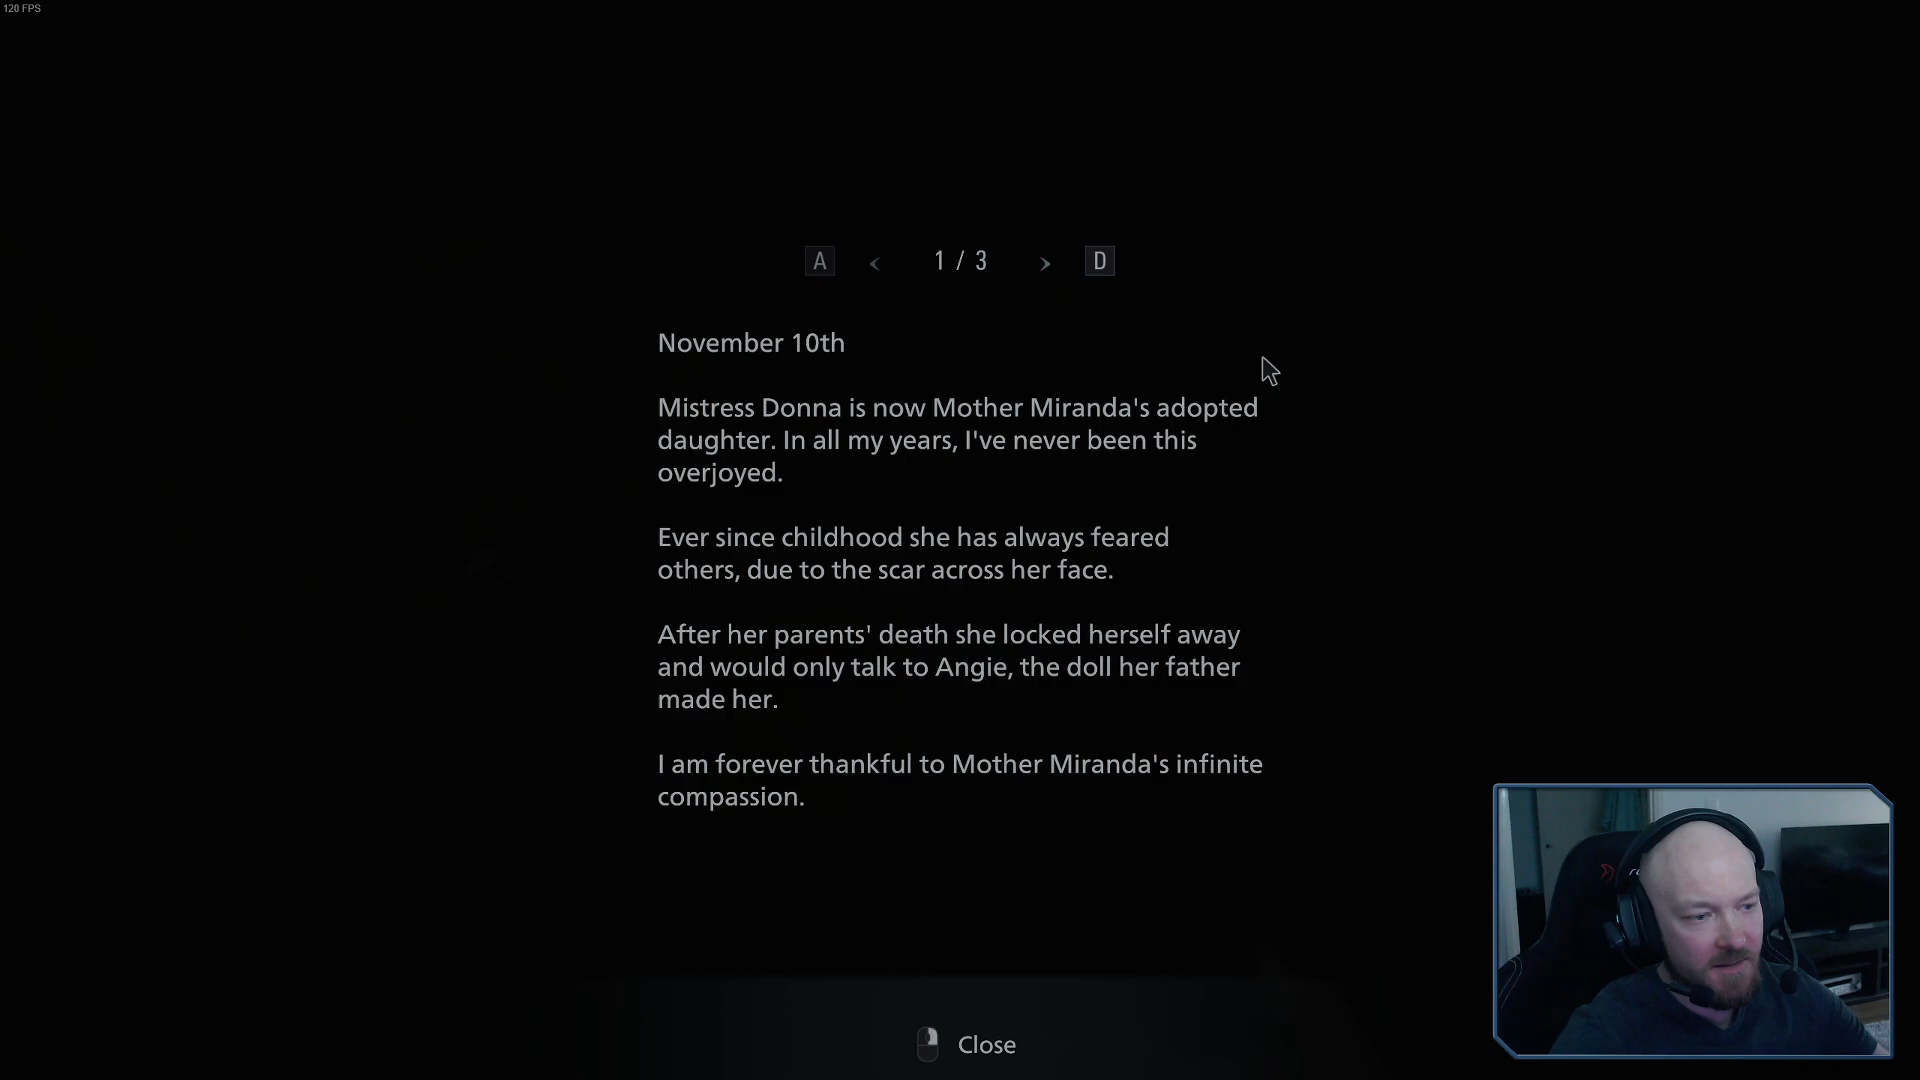 120 FPS
A < 1 / 3 > D
November 10th
Mistress Donna is now Mother Miranda's adopted
daughter. In all my years, I've never been this
overjoyed.
Ever since childhood she has always feared
others, due to the scar across her face.
After her parents' death she locked herself away
and would only talk to Angie, the doll her father
made her.
I am forever thankful to Mother Miranda's infinite
compassion.
Close